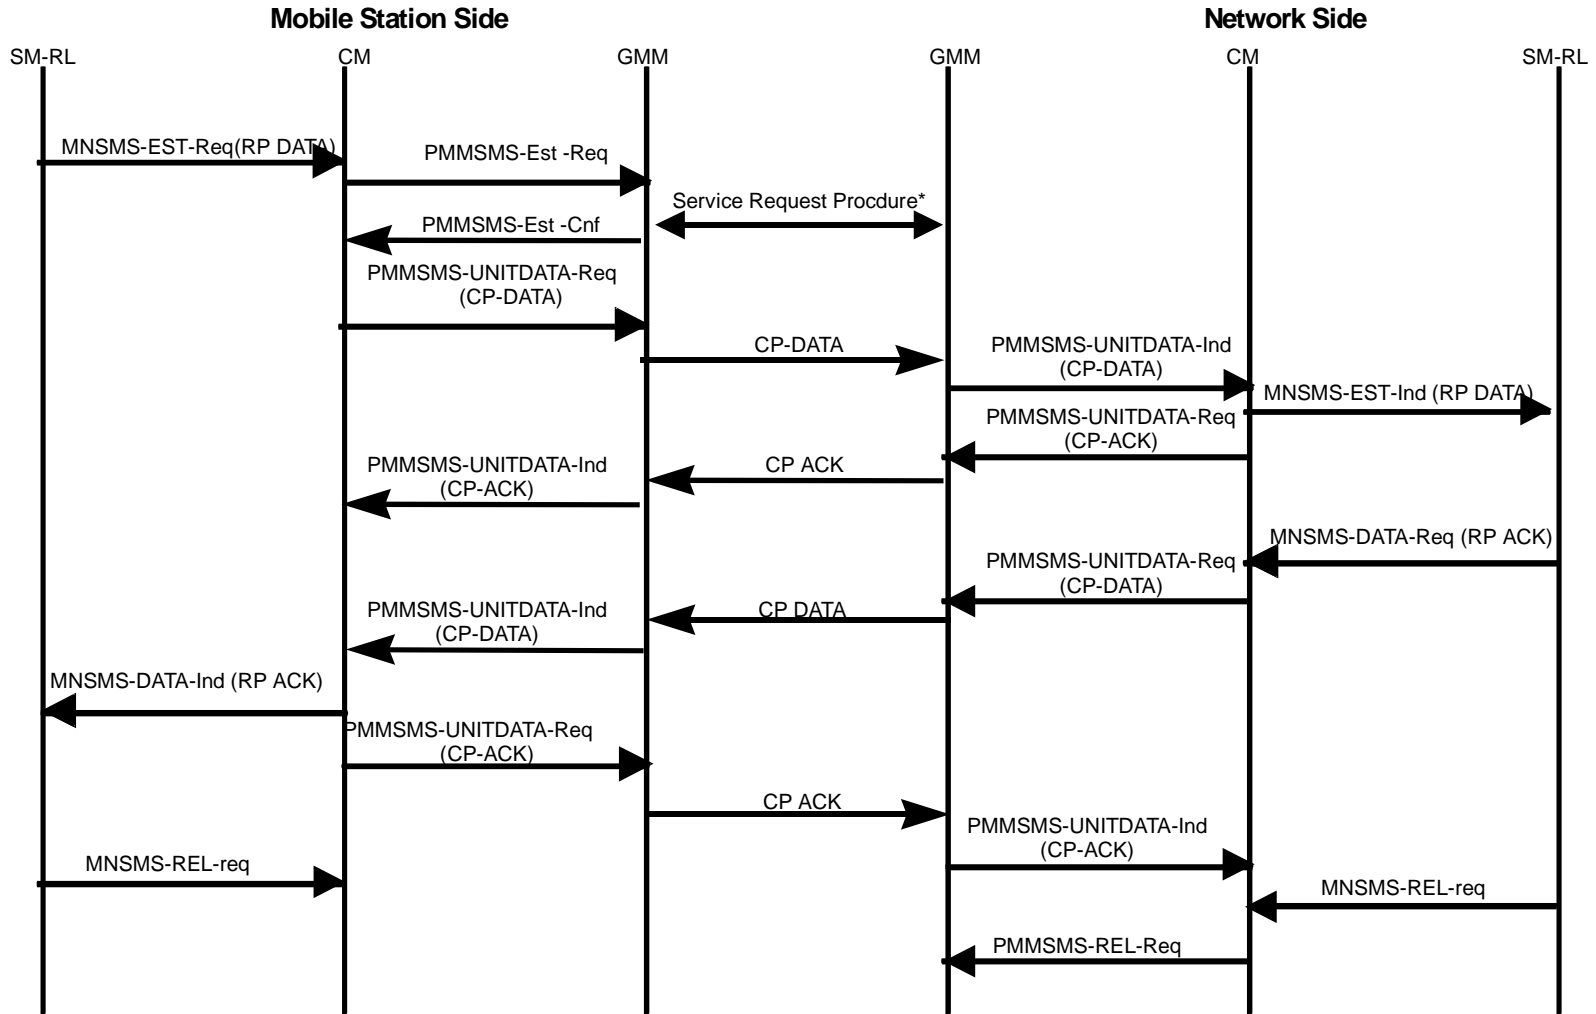 Mobile Station Side
Network Side
SM-RL
CM
GMM
GMM
CM
SM-RL
MNSMS-EST-Req(RP DATA)
PMMSMS-Est -Req
Service Request Procdure*
PMMSMS-Est -Cnf
PMMSMS-UNITDATA-Req
(CP-DATA)
CP-DATA
PMMSMS-UNITDATA-Ind
(CP-DATA)
MNSMS-EST-Ind (RP DATA)
PMMSMS-UNITDATA-Req
(CP-ACK)
CP ACK
PMMSMS-UNITDATA-Ind
(CP-ACK)
MNSMS-DATA-Req (RP ACK)
PMMSMS-UNITDATA-Req
(CP-DATA)
CP DATA
PMMSMS-UNITDATA-Ind
(CP-DATA)
MNSMS-DATA-Ind (RP ACK)
PMMSMS-UNITDATA-Req
(CP-ACK)
CP ACK
PMMSMS-UNITDATA-Ind
(CP-ACK)
MNSMS-REL-req
MNSMS-REL-req
PMMSMS-REL-Req